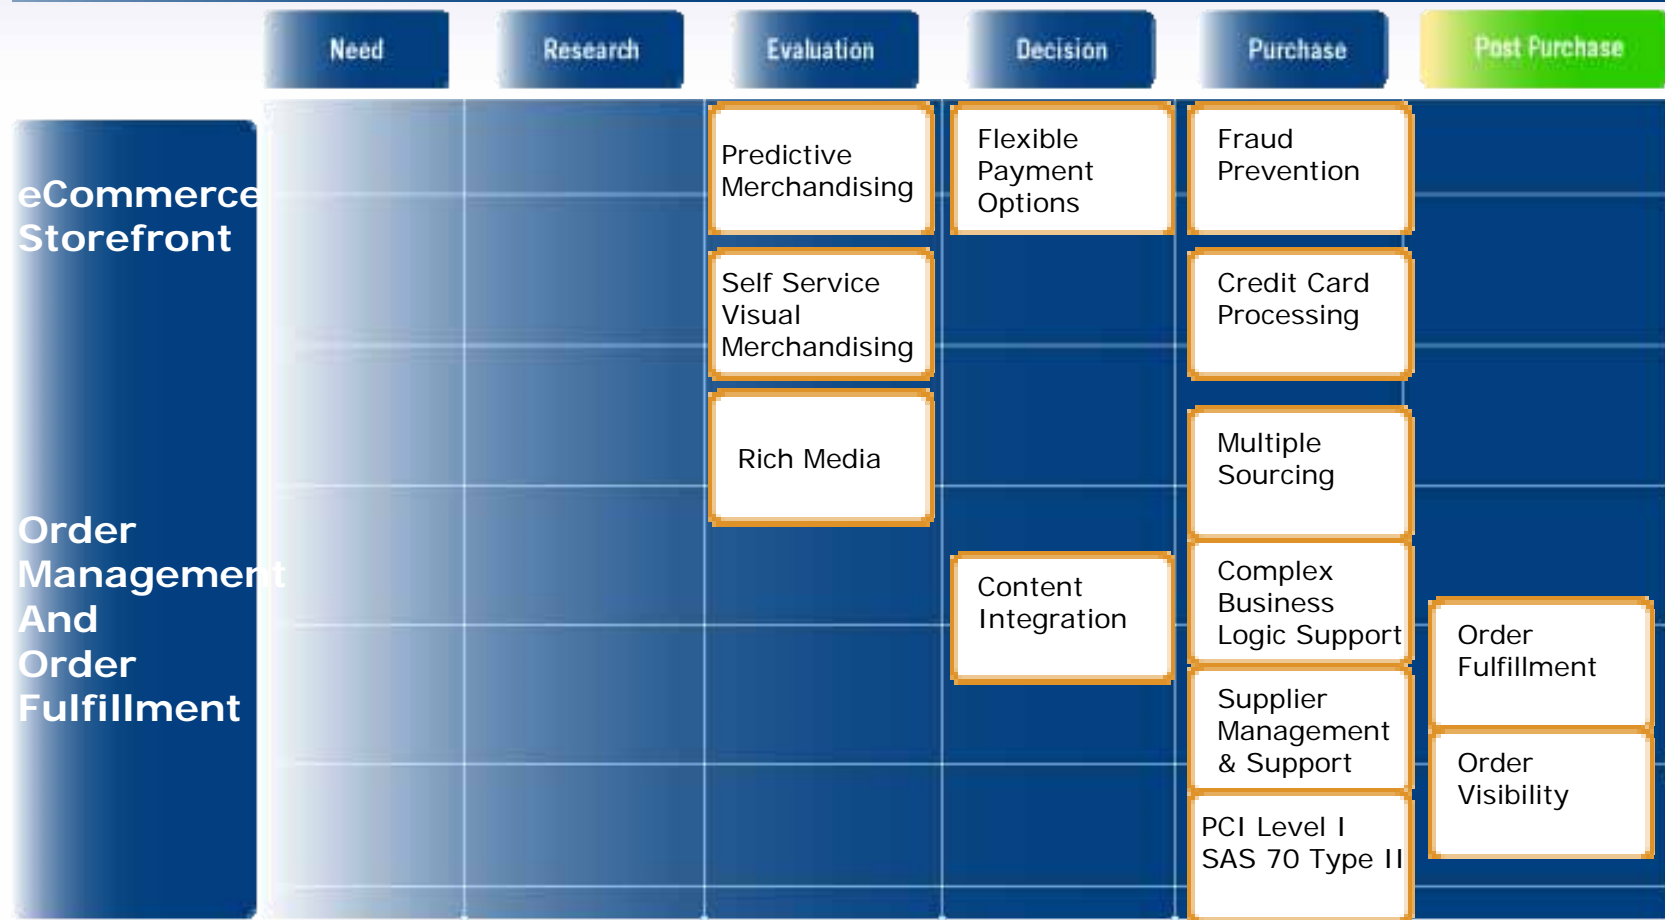 Need
Research
Evaluation
Decision
Purchase
Post Purchase
eCommerce
Storefront
Order
Management
And
Order
Fulfillment
Predictive
Merchandising
Self Service
Visual
Merchandising
Rich Media
Flexible
Payment
Options
Content
Integration
Fraud
Prevention
Credit Card
Processing
Multiple
Sourcing
Complex
Business
Logic Support
Supplier
Management
& Support
PCI Level I
SAS 70 Type II
Order
Fulfillment
Order
Visibility